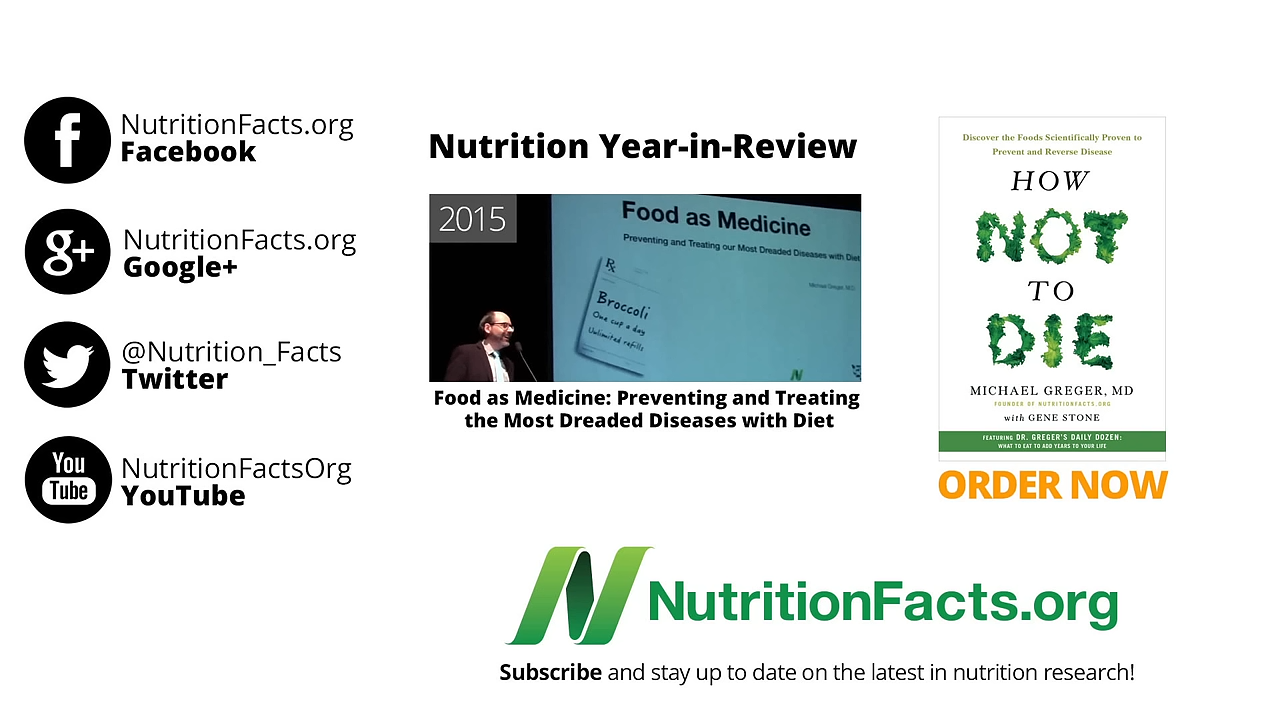 NutritionFacts.org
Facebook
g+
NutritionFacts.org
Google+
@Nutrition_Facts
Twitter
You
Tube
NutritionFactsOrg
YouTube
Nutrition Year-in-Review
2015
Food as Medicine
Preventing and Treating our Most Dreaded Diseases with Diet
Michael Greger, MD
Rx
Broccoli
One cup a day
Unlimited refills
Food as Medicine: Preventing and Treating
the Most Dreaded Diseases with Diet
Discover the Foods Scientifically Proven to
Prevent and Reverse Disease
HOW
NOT
TO
DIE
MICHAEL GREGER, MD
FOUNDER OF NUTRITIONFACTS.ORG
with GENE STONE
FEATURING DR. GREGER'S DAILY DOZEN:
WHAT TO EAT TO ADD YEARS TO YOUR LIFE
ORDER NOW
NutritionFacts.org
Subscribe and stay up to date on the latest in nutrition research!